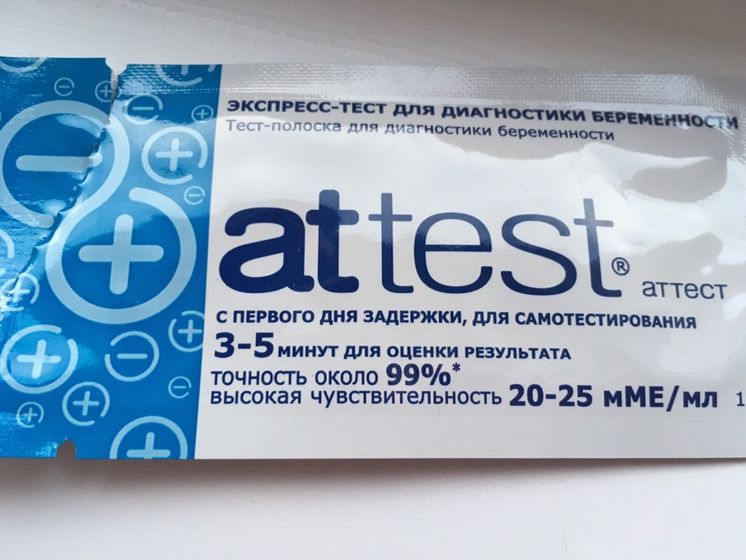 ЭКСПРЕСС-ТЕСТ ДЛЯ ДИАГНОСТИКИ БЕРЕМЕННОСТИ
Тест-полоска для диагностики беременности
attest® аттест
С ПЕРВОГО ДНЯ ЗАДЕРЖКИ, ДЛЯ САМОТЕСТИРОВАНИЯ
3-5 МИНУТ ДЛЯ ОЦЕНКИ РЕЗУЛЬТАТА
точность около 99%*
высокая чувствительность 20-25 мМЕ/мл 1